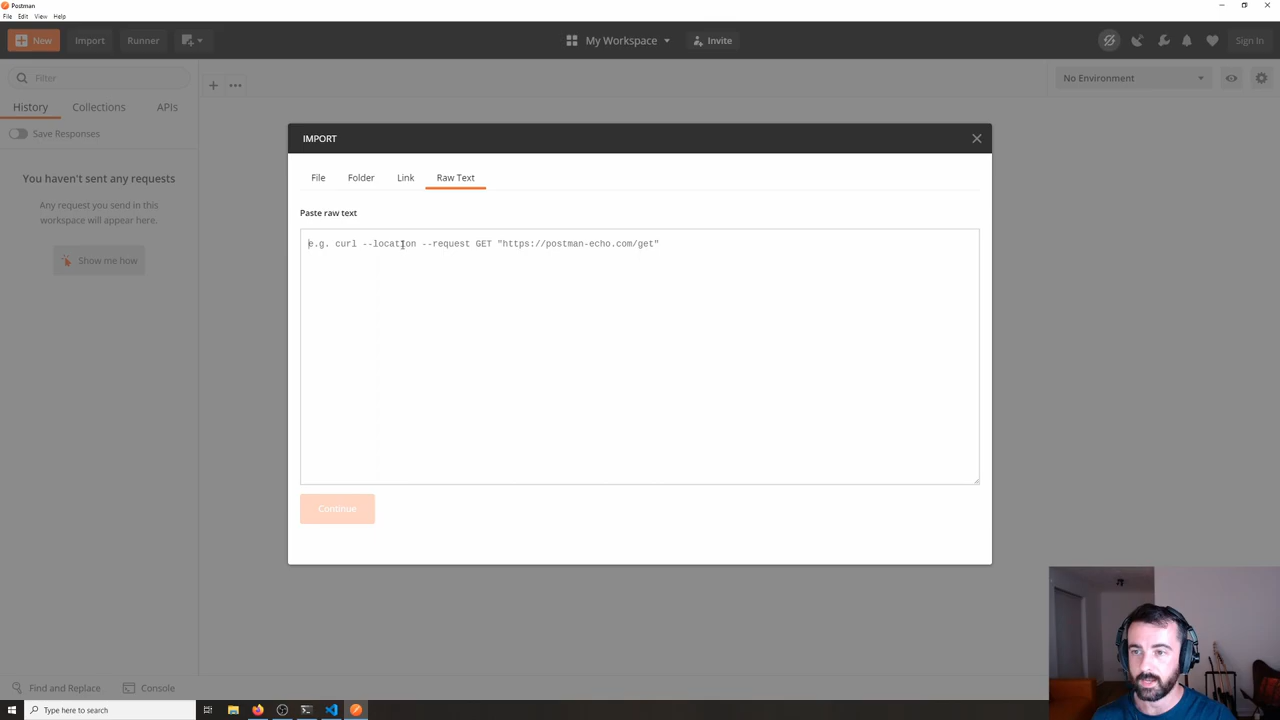 Postman
File Edit View Help
New Import Runner My Workspace Invite Sign In
Filter
No Environment
History Collections APIs
Save Responses
You haven't sent any requests
Any request you send in
this workspace will appear here.
Show me how
IMPORT
File Folder Link Raw Text
Paste raw text
e.g. curl --location --request GET "https://postman-echo.com/get"
Continue
Find and Replace Console
Type here to search